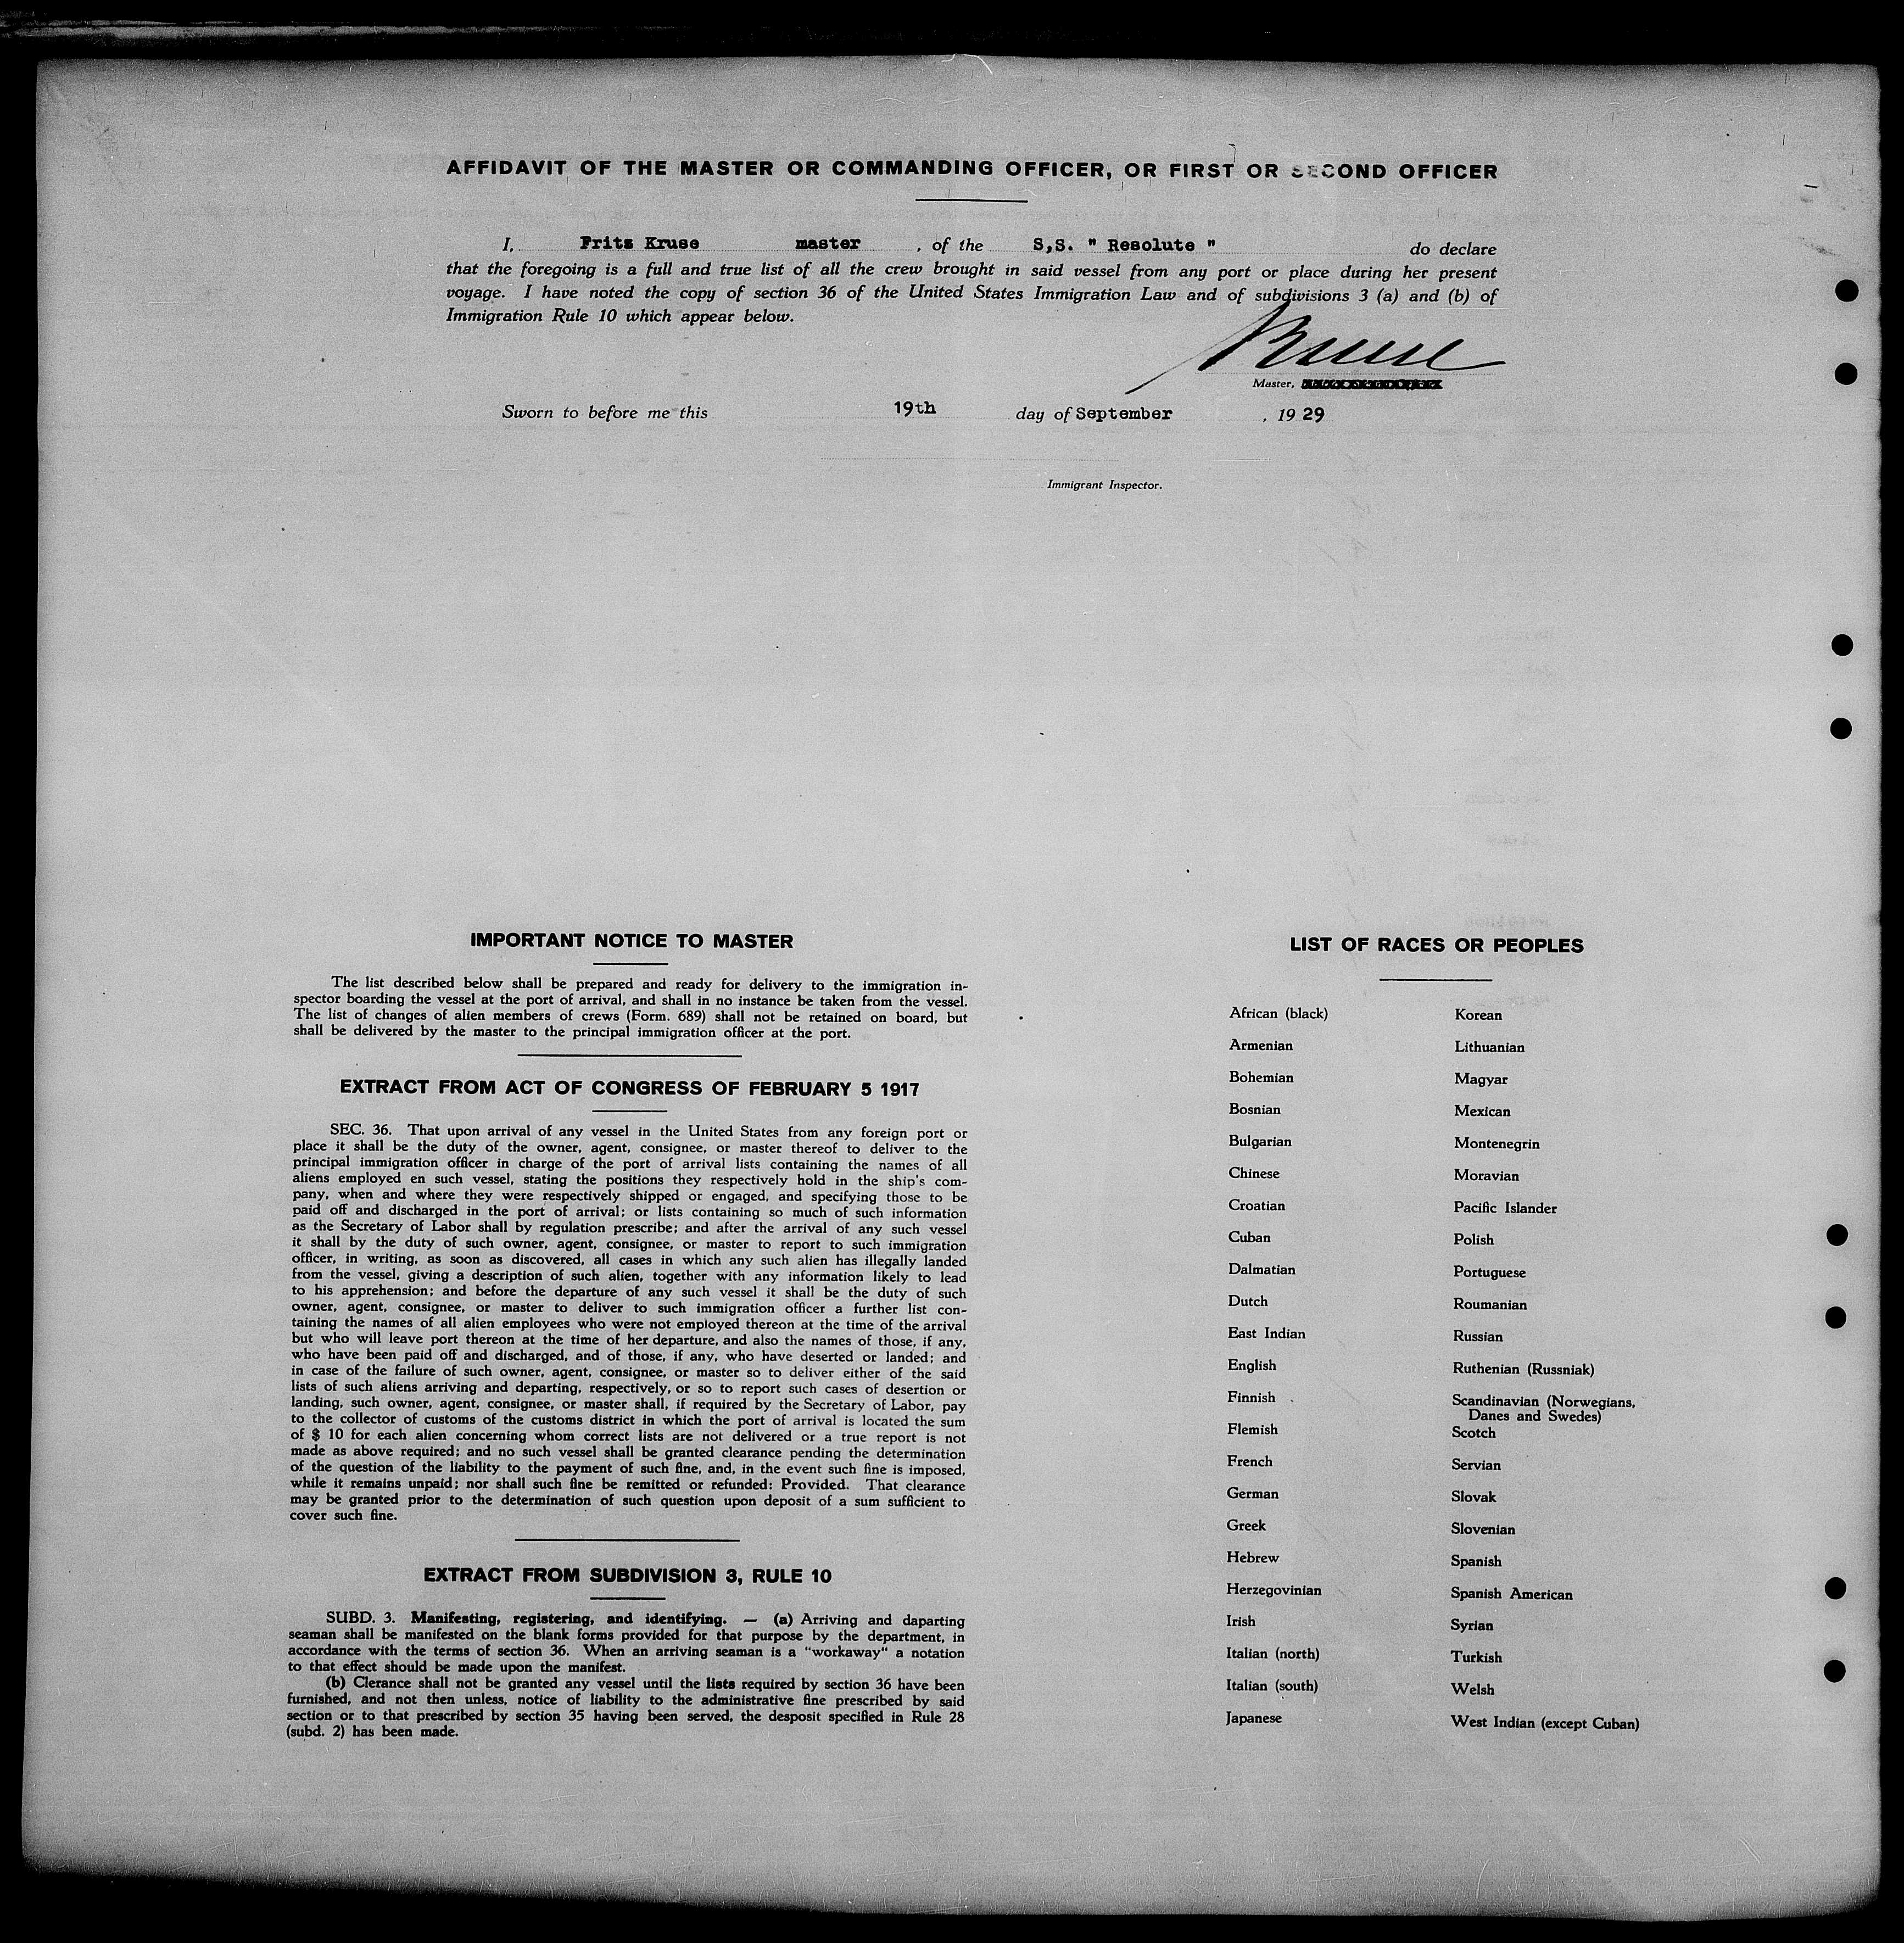 AFFIDAVIT OF THE MASTER OR COMMANDING OFFICER, OR FIRST OR SECOND OFFICER
I, Fritz Kruse master , of the S,S. " Resolute " do declare
that the foregoing is a full and true list of all the crew brought in said vessel from any port or place during her present
voyage. I have noted the copy of section 36 of the United States Immigration Law and of subdivisions 3 (a) and (b) of
Immigration Rule 10 which appear below.
Kruse
Master,
Sworn to before me this 19th day of September , 19 29
Immigrant Inspector.
IMPORTANT NOTICE TO MASTER
The list described below shall be prepared and ready for delivery to the immigration in-
spector boarding the vessel at the port of arrival, and shall in no instance be taken from the vessel.
The list of changes of alien members of crews (Form. 689) shall not be retained on board, but
shall be delivered by the master to the principal immigration officer at the port.
EXTRACT FROM ACT OF CONGRESS OF FEBRUARY 5 1917
SEC. 36. That upon arrival of any vessel in the United States from any foreign port or
place it shall be the duty of the owner, agent, consignee, or master thereof to deliver to the
principal immigration officer in charge of the port of arrival lists containing the names of all
aliens employed en such vessel, stating the positions they respectively hold in the ship's com-
pany, when and where they were respectively shipped or engaged, and specifying those to be
paid off and discharged in the port of arrival; or lists containing so much of such information
as the Secretary of Labor shall by regulation prescribe; and after the arrival of any such vessel
it shall by the duty of such owner, agent, consignee, or master to report to such immigration
officer, in writing, as soon as discovered, all cases in which any such alien has illegally landed
from the vessel, giving a description of such alien, together with any information likely to lead
to his apprehension; and before the departure of any such vessel it shall be the duty of such
owner, agent, consignee, or master to deliver to such immigration officer a further list con-
taining the names of all alien employees who were not employed thereon at the time of the arrival
but who will leave port thereon at the time of her departure, and also the names of those, if any,
who have been paid off and discharged, and of those, if any, who have deserted or landed; and
in case of the failure of such owner, agent, consignee, or master so to deliver either of the said
lists of such aliens arriving and departing, respectively, or so to report such cases of desertion or
landing, such owner, agent, consignee, or master shall, if required by the Secretary of Labor, pay
to the collector of customs of the customs district in which the port of arrival is located the sum
of $ 10 for each alien concerning whom correct lists are not delivered or a true report is not
made as above required; and no such vessel shall be granted clearance pending the determination
of the question of the liability to the payment of such fine, and, in the event such fine is imposed,
while it remains unpaid; nor shall such fine be remitted or refunded: Provided. That clearance
may be granted prior to the determination of such question upon deposit of a sum sufficient to
cover such fine.
EXTRACT FROM SUBDIVISION 3, RULE 10
SUBD. 3. Manifesting, registering, and identifying. — (a) Arriving and daparting
seaman shall be manifested on the blank forms provided for that purpose by the department, in
accordance with the terms of section 36. When an arriving seaman is a "workaway" a notation
to that effect should be made upon the manifest.
(b) Clerance shall not be granted any vessel until the lists required by section 36 have been
furnished, and not then unless, notice of liability to the administrative fine prescribed by said
section or to that prescribed by section 35 having been served, the desposit specified in Rule 28
(subd. 2) has been made.
LIST OF RACES OR PEOPLES
African (black)
Armenian
Bohemian
Bosnian
Bulgarian
Chinese
Croatian
Cuban
Dalmatian
Dutch
East Indian
English
Finnish
Flemish
French
German
Greek
Hebrew
Herzegovinian
Irish
Italian (north)
Italian (south)
Japanese
Korean
Lithuanian
Magyar
Mexican
Montenegrin
Moravian
Pacific Islander
Polish
Portuguese
Roumanian
Russian
Ruthenian (Russniak)
Scandinavian (Norwegians,
Danes and Swedes)
Scotch
Servian
Slovak
Slovenian
Spanish
Spanish American
Syrian
Turkish
Welsh
West Indian (except Cuban)